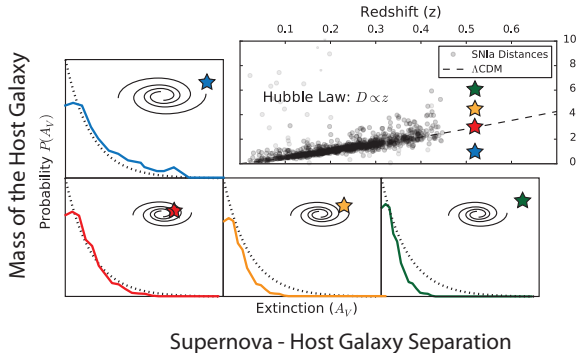 Redshift (z)
0.1 0.2 0.3 0.4 0.5 0.6
10
8
6
4
2
0
SNIa Distances
ΛCDM
Hubble Law: D ∝ z
Mass of the Host Galaxy
Probability P(A_V)
Extinction (A_V)
Supernova - Host Galaxy Separation